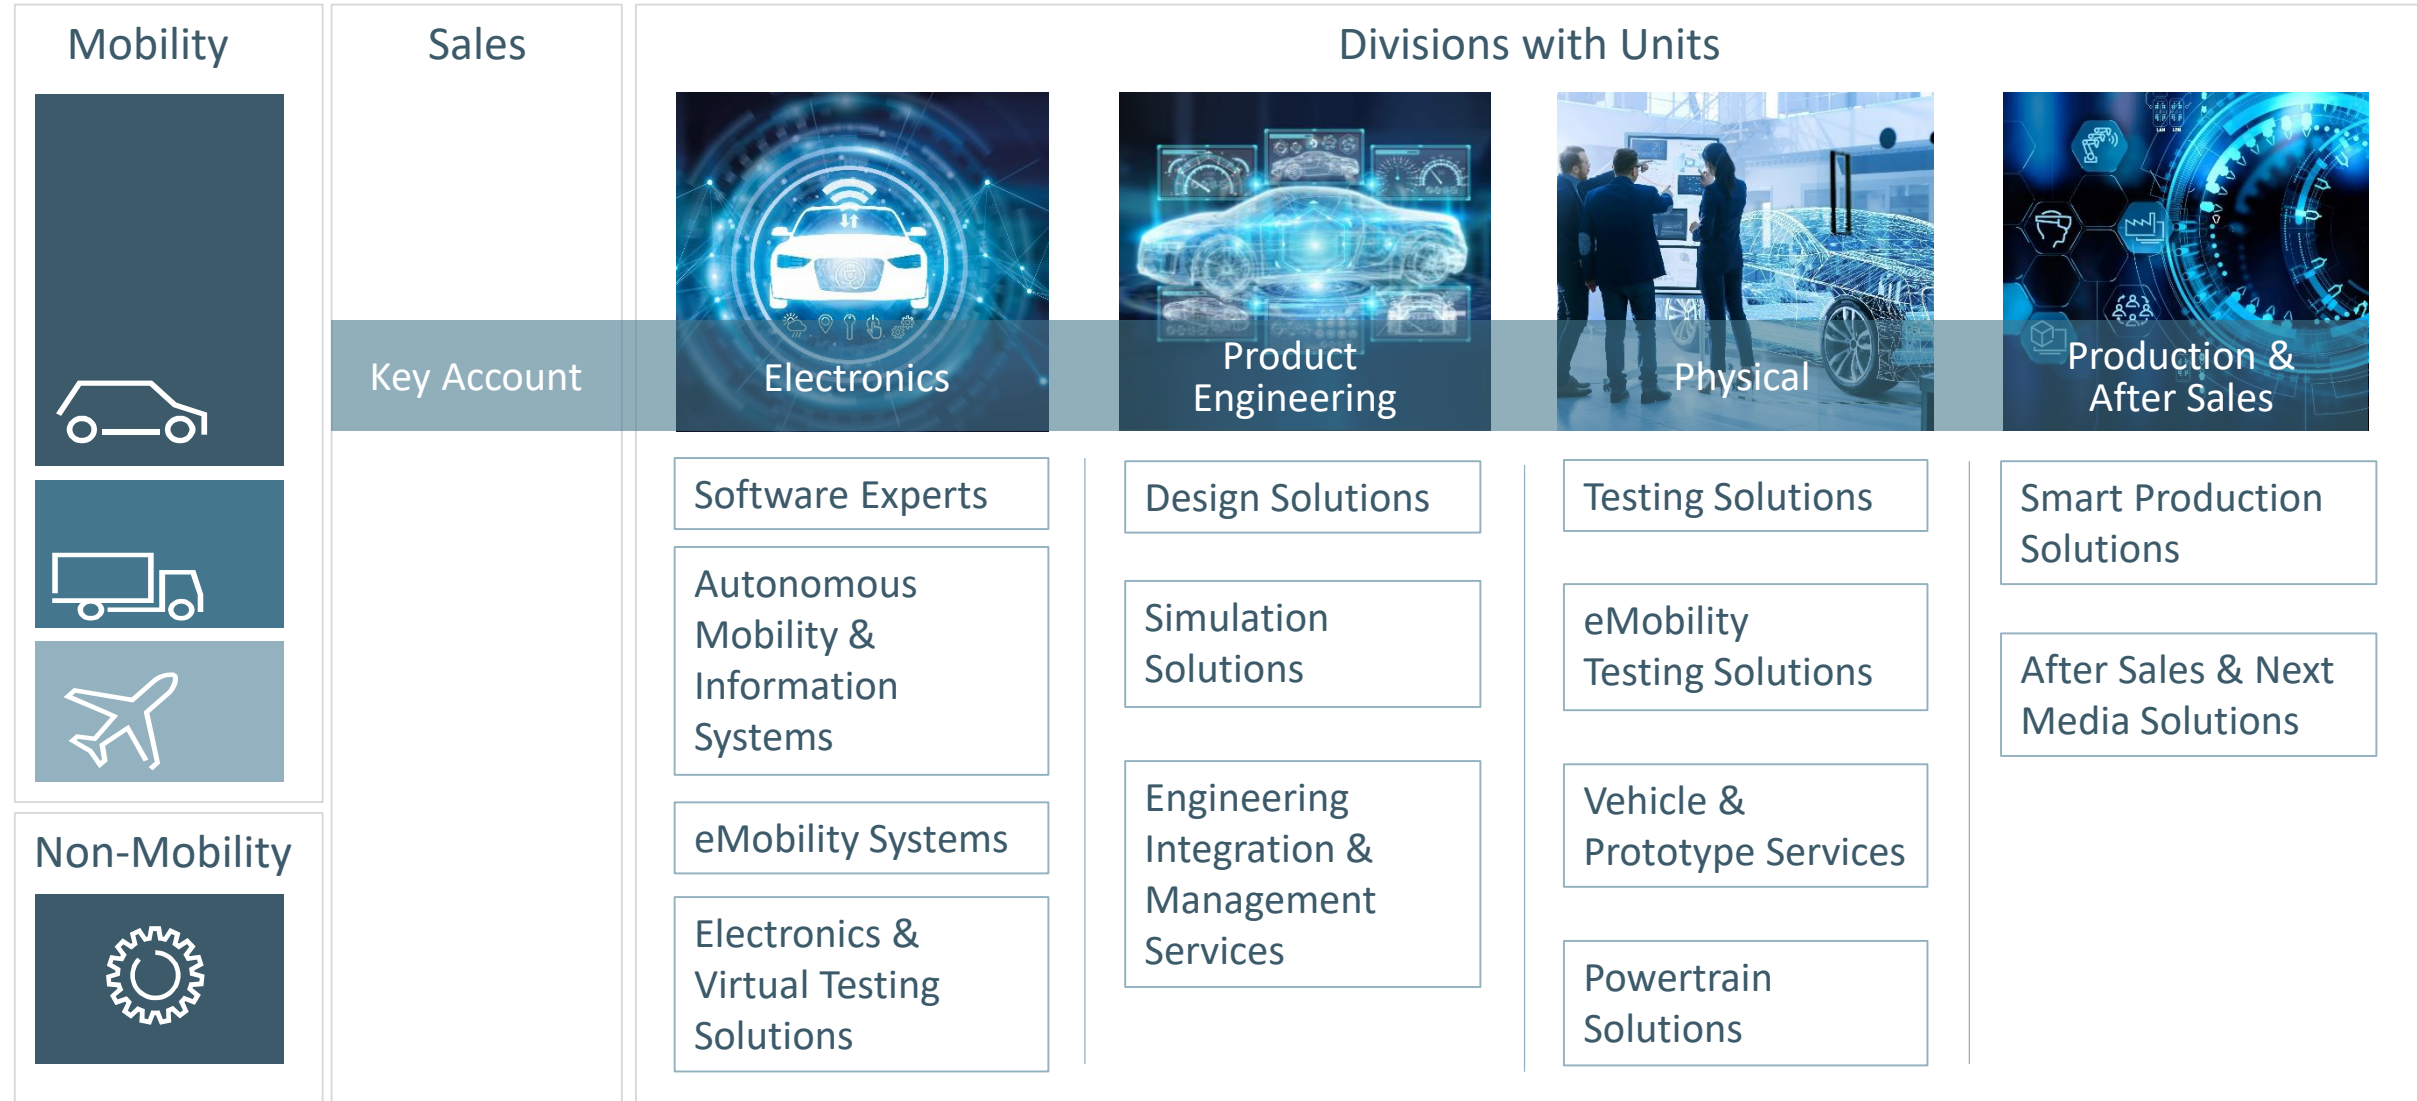 Mobility
Sales
Divisions with Units
Key Account
Electronics
Product
Engineering
Physical
Production &
After Sales
Software Experts
Autonomous
Mobility &
Information
Systems
eMobility Systems
Electronics &
Virtual Testing
Solutions
Design Solutions
Simulation
Solutions
Engineering
Integration &
Management
Services
Testing Solutions
eMobility
Testing Solutions
Vehicle &
Prototype Services
Powertrain
Solutions
Smart Production
Solutions
After Sales & Next
Media Solutions
Non-Mobility